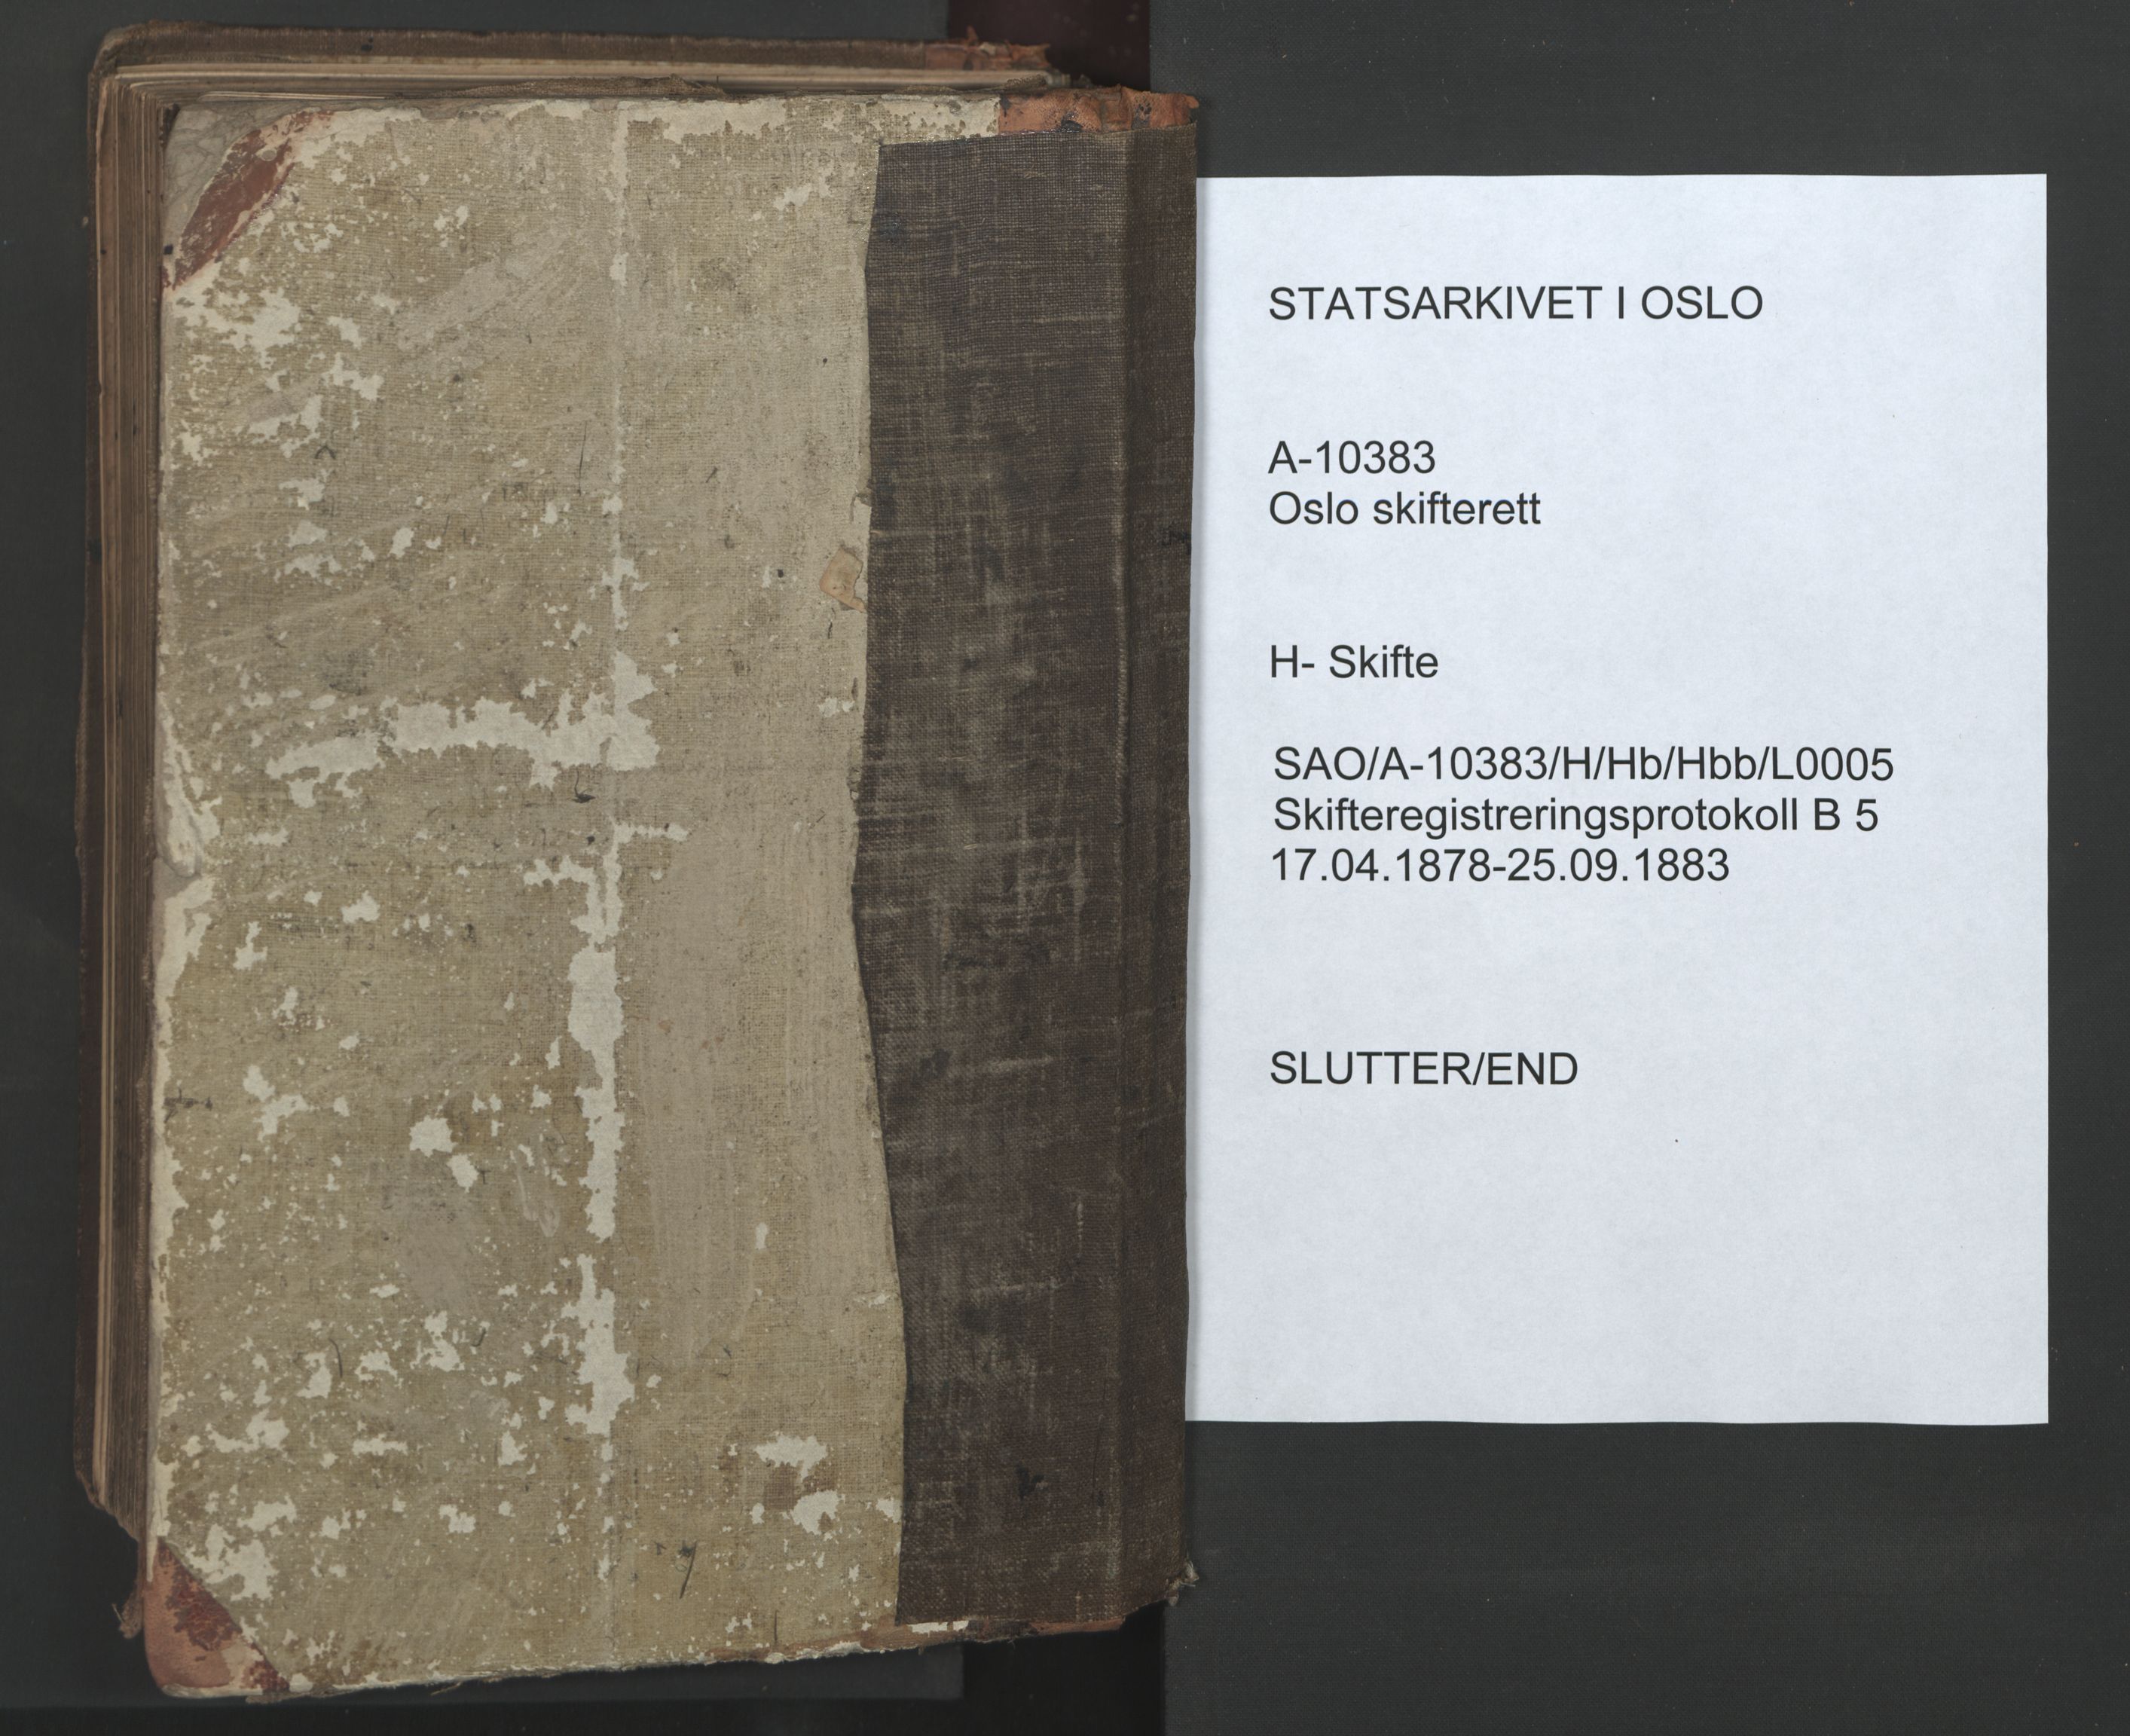 STATSARKIVET I OSLO
A-10383
Oslo skifterett
H- Skifte
SAO/A-10383/H/Hb/Hbb/L0005
Skifteregistreringsprotokoll B 5
17.04.1878-25.09.1883
SLUTTER/END